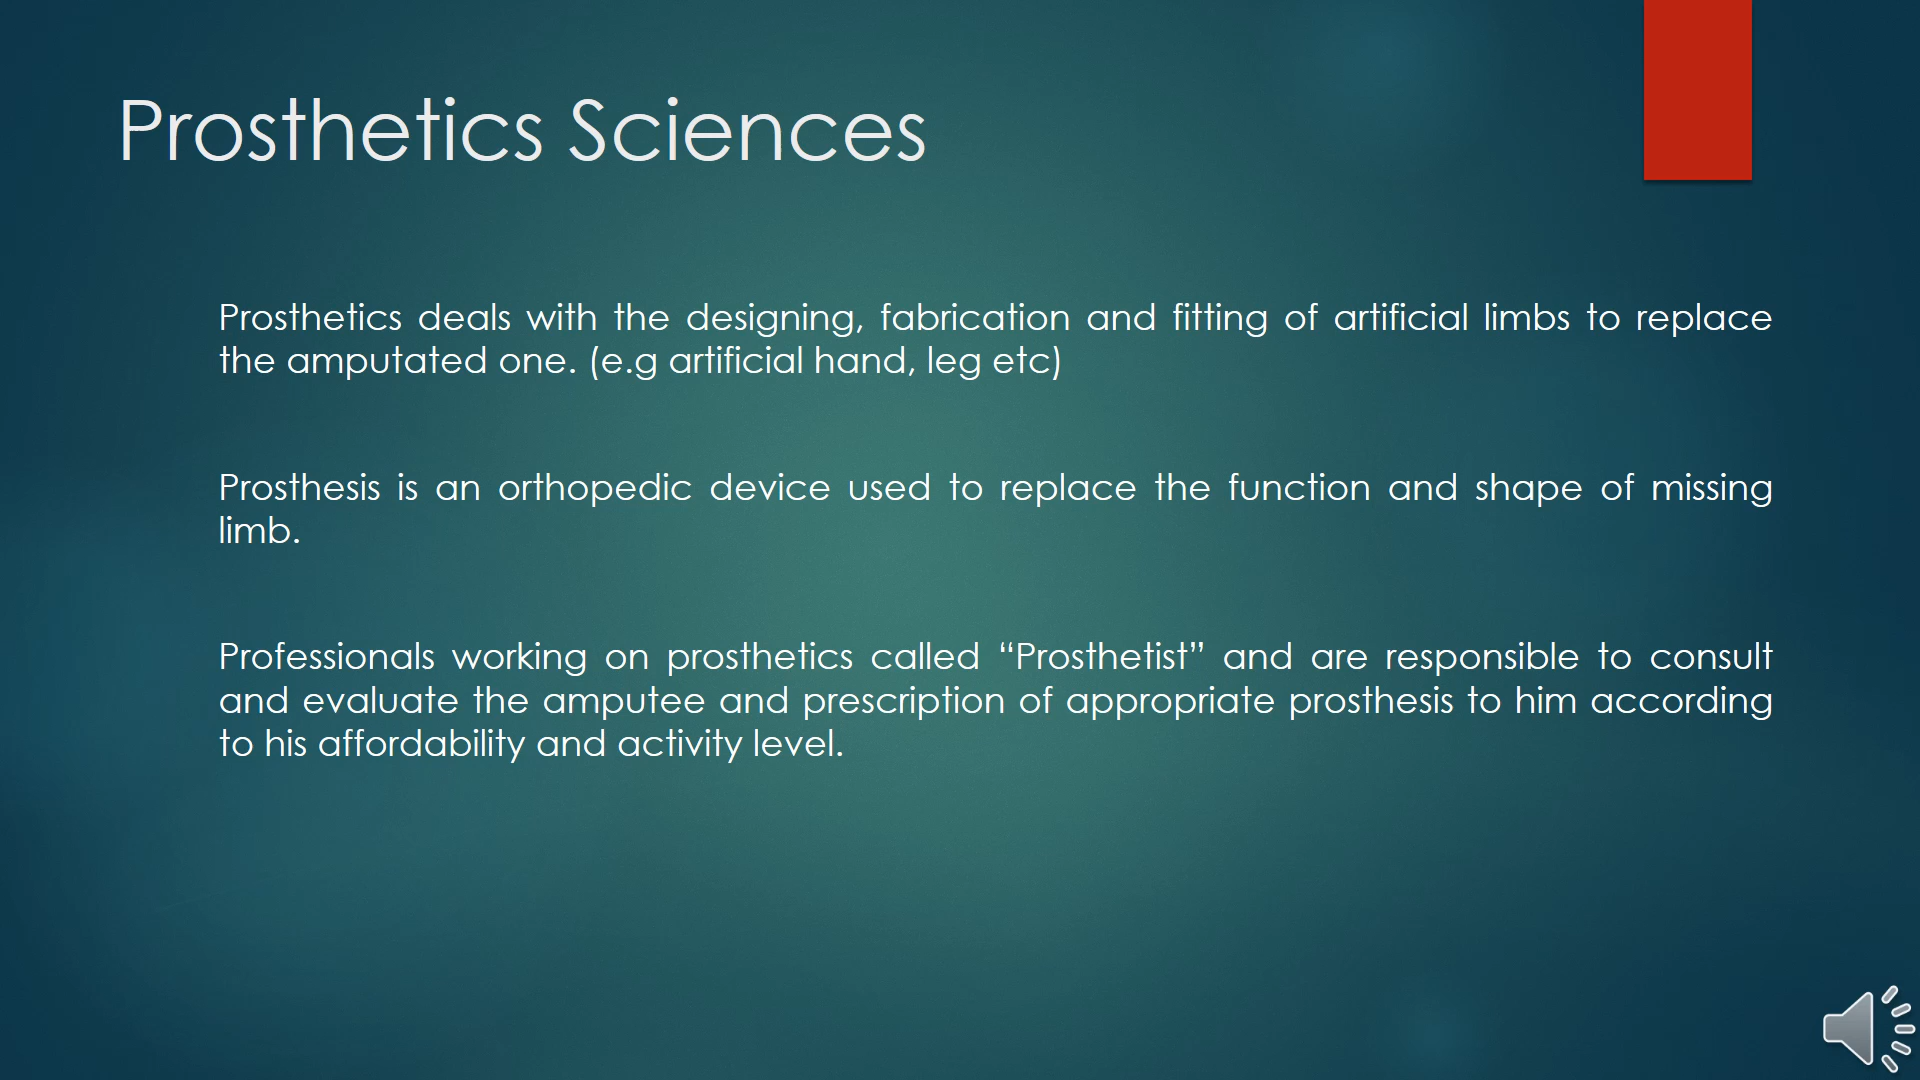 Prosthetics Sciences
Prosthetics deals with the designing, fabrication and fitting of artificial limbs to replace
the amputated one. (e.g artificial hand, leg etc)
Prosthesis is an orthopedic device used to replace the function and shape of missing
limb.
Professionals working on prosthetics called “Prosthetist” and are responsible to consult
and evaluate the amputee and prescription of appropriate prosthesis to him according
to his affordability and activity level.